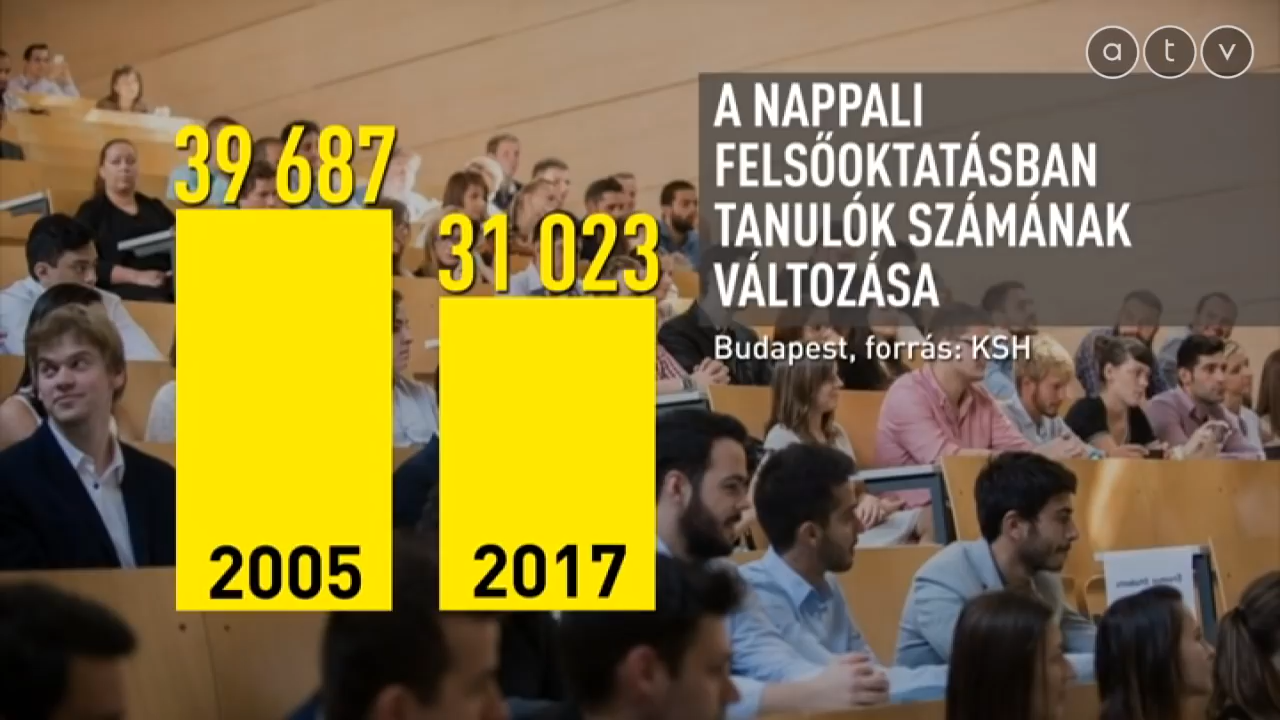 a t v
A NAPPALI
FELSŐOKTATÁSBAN
TANULÓK SZÁMÁNAK
VÁLTOZÁSA
Budapest, forrás: KSH
39 687
31 023
2005
2017